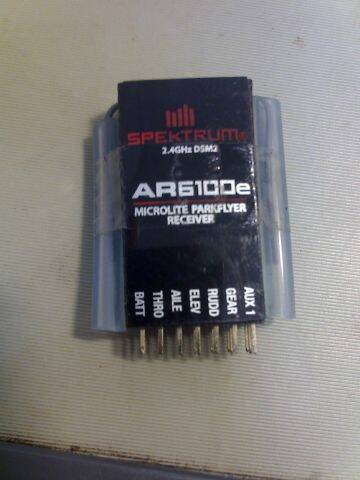 SPEKTRUM
2.4GHz DSM2
AR6100e
MICROLITE PARKFLYER
RECEIVER
BATT
THRO
AILE
ELEV
RUDD
GEAR
AUX 1